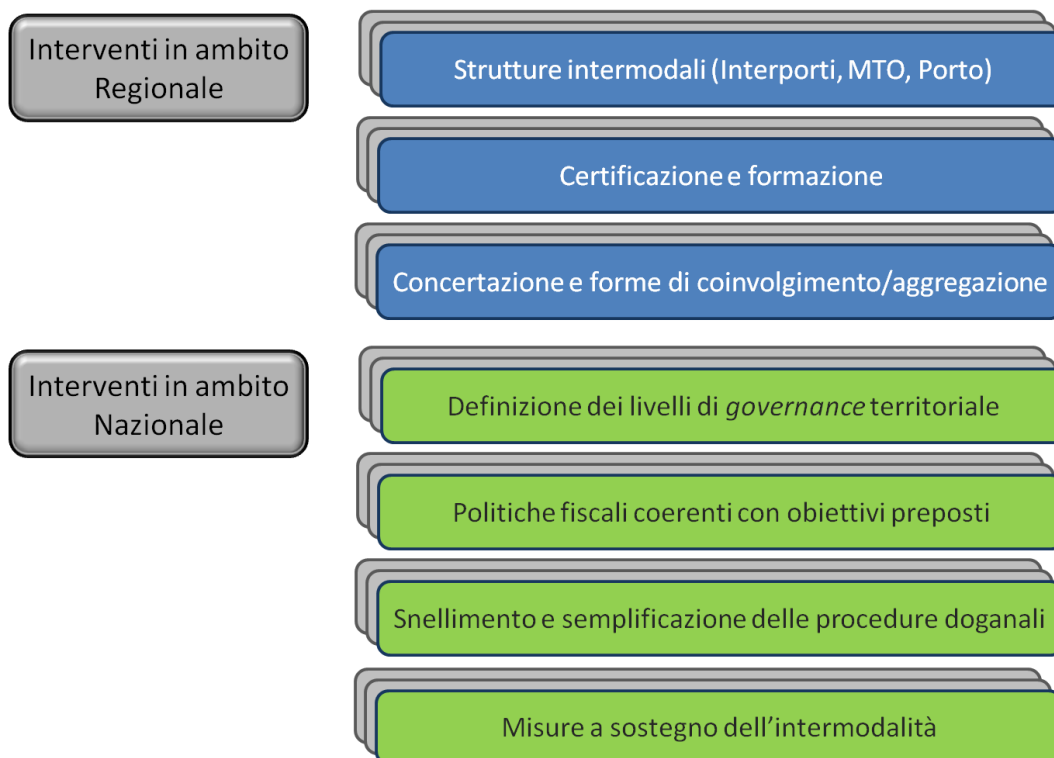 Interventi in ambito
Regionale
Strutture intermodali (Interporti, MTO, Porto)
Certificazione e formazione
Concertazione e forme di coinvolgimento/aggregazione
Interventi in ambito
Nazionale
Definizione dei livelli di governance territoriale
Politiche fiscali coerenti con obiettivi preposti
Snellimento e semplificazione delle procedure doganali
Misure a sostegno dell’intermodalità